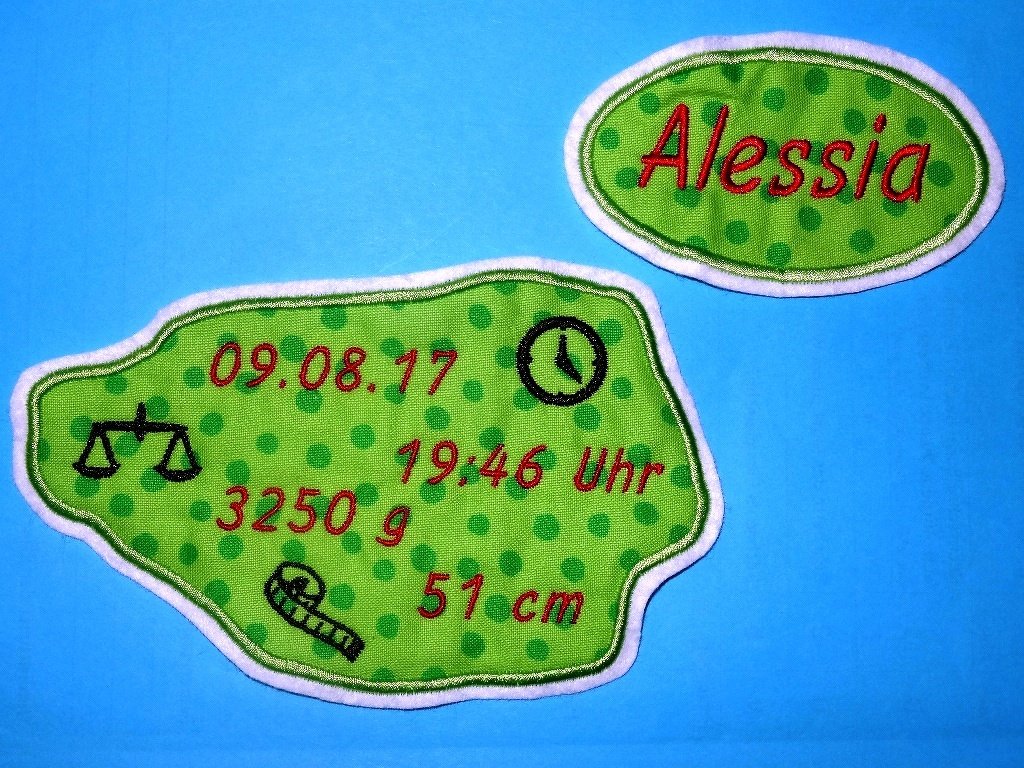 Alessia
09.08.17
19:46 Uhr
3250 g
51 cm